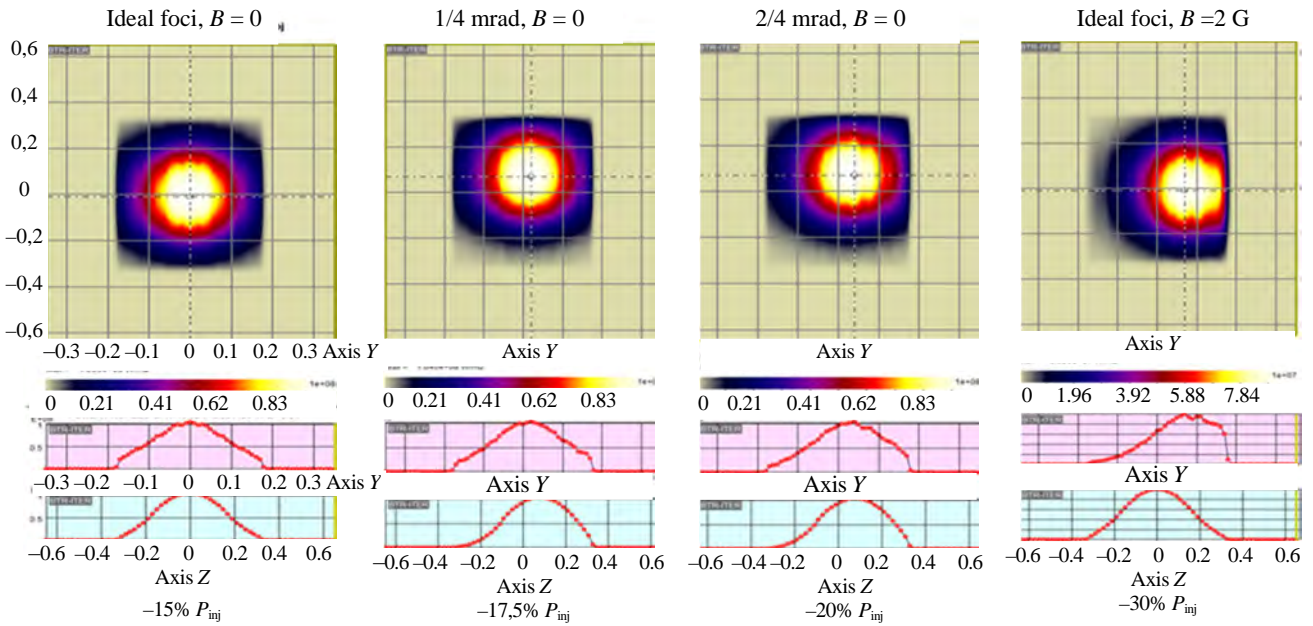 Ideal foci, B = 0
1/4 mrad, B = 0
2/4 mrad, B = 0
Ideal foci, B =2 G
0,6
0,4
0,2
0
–0,2
–0,4
–0,6
–0.3 –0.2 –0.1 0 0.1 0.2 0.3 Axis Y
Axis Y
Axis Y
Axis Y
0 0.21 0.41 0.62 0.83
0 0.21 0.41 0.62 0.83
0 0.21 0.41 0.62 0.83
0 1.96 3.92 5.88 7.84
1e+07
–0.3 –0.2 –0.1 0 0.1 0.2 0.3 Axis Y
Axis Y
Axis Y
Axis Y
–0.6 –0.4 –0.2 0 0.2 0.4 0.6
–0.6 –0.4 –0.2 0 0.2 0.4 0.6
–0.6 –0.4 –0.2 0 0.2 0.4 0.6
–0.6 –0.4 –0.2 0 0.2 0.4 0.6
Axis Z
Axis Z
Axis Z
Axis Z
–15% Pinj
–17,5% Pinj
–20% Pinj
–30% Pinj